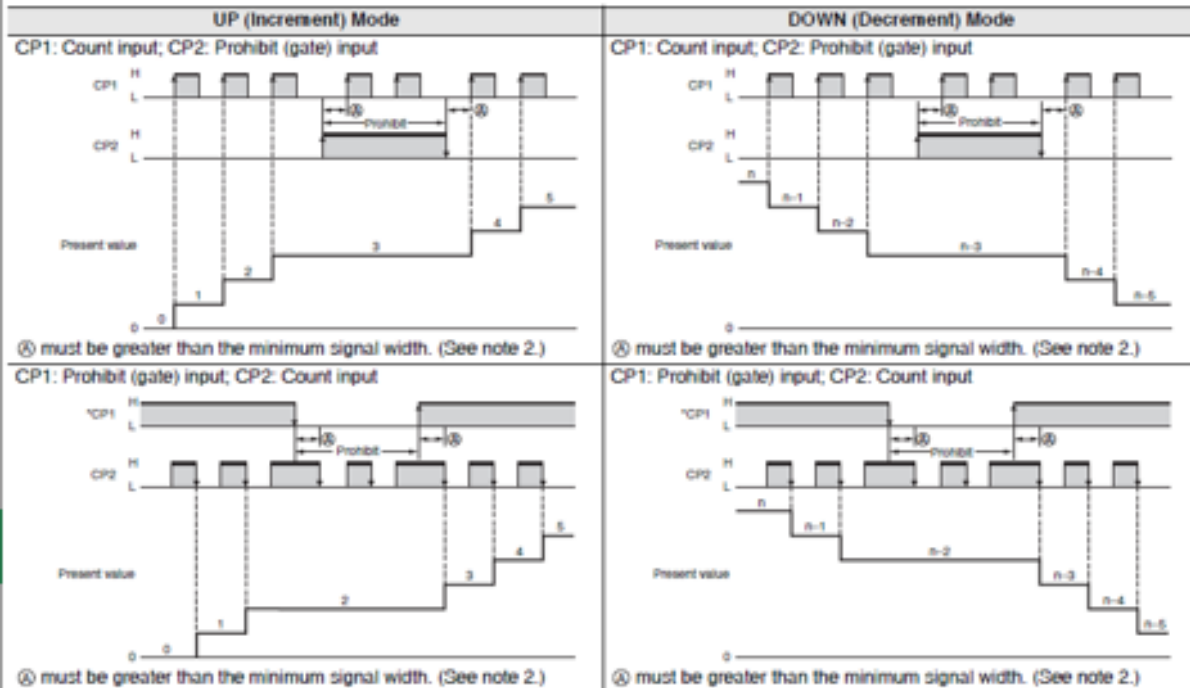 UP (Increment) Mode
DOWN (Decrement) Mode
CP1: Count input; CP2: Prohibit (gate) input
CP1
H
L
Ⓐ
Ⓐ
Prohibit
CP2
H
L
Present value
0
0
1
2
3
4
5
Ⓐ must be greater than the minimum signal width. (See note 2.)
CP1: Count input; CP2: Prohibit (gate) input
CP1
H
L
Ⓐ
Ⓐ
Prohibit
CP2
H
L
Present value
n
n–1
n–2
n–3
n–4
n–5
0
Ⓐ must be greater than the minimum signal width. (See note 2.)
CP1: Prohibit (gate) input; CP2: Count input
*CP1
H
L
Ⓐ
Ⓐ
Prohibit
CP2
H
L
Present value
0
0
1
2
3
4
5
Ⓐ must be greater than the minimum signal width. (See note 2.)
CP1: Prohibit (gate) input; CP2: Count input
*CP1
H
L
Ⓐ
Ⓐ
Prohibit
CP2
H
L
Present value
n
n–1
n–2
n–3
n–4
n–5
0
Ⓐ must be greater than the minimum signal width. (See note 2.)